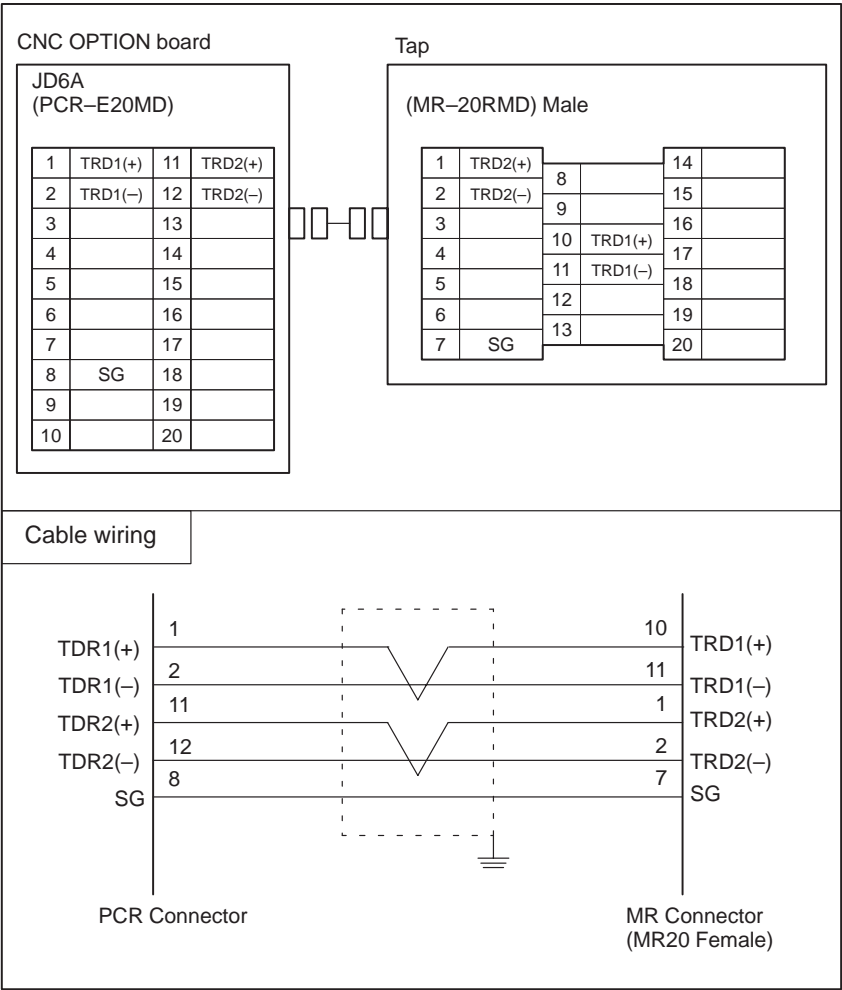 CNC OPTION board
JD6A
(PCR–E20MD)
1 TRD1(+) 11 TRD2(+)
2 TRD1(–) 12 TRD2(–)
3 13
4 14
5 15
6 16
7 17
8 SG 18
9 19
10 20
Tap
(MR–20RMD) Male
1 TRD2(+)
2 TRD2(–)
3
4
5
6
7 SG
8
9
10 TRD1(+)
11 TRD1(–)
12
13
14
15
16
17
18
19
20
Cable wiring
TDR1(+) 1 10 TRD1(+)
TDR1(–) 2 11 TRD1(–)
TDR2(+) 11 1 TRD2(+)
TDR2(–) 12 2 TRD2(–)
SG 8 7 SG
PCR Connector
MR Connector
(MR20 Female)